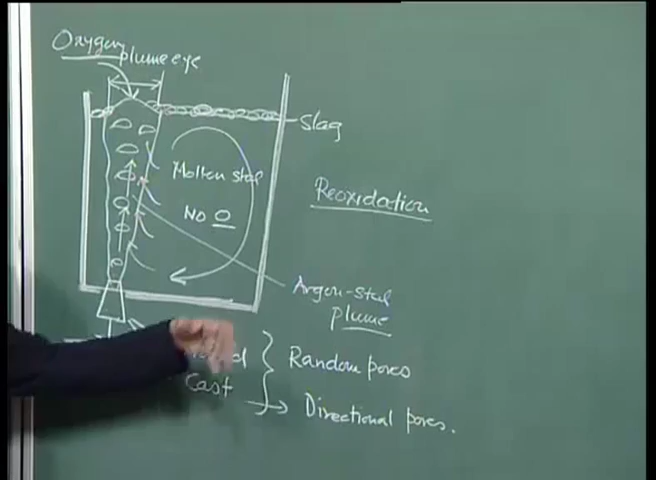 Oxygen
plume eye
Slag
Molten steel
No O
Reoxidation
Argon-steel
plume
Random pores
Cast
Directional pores.